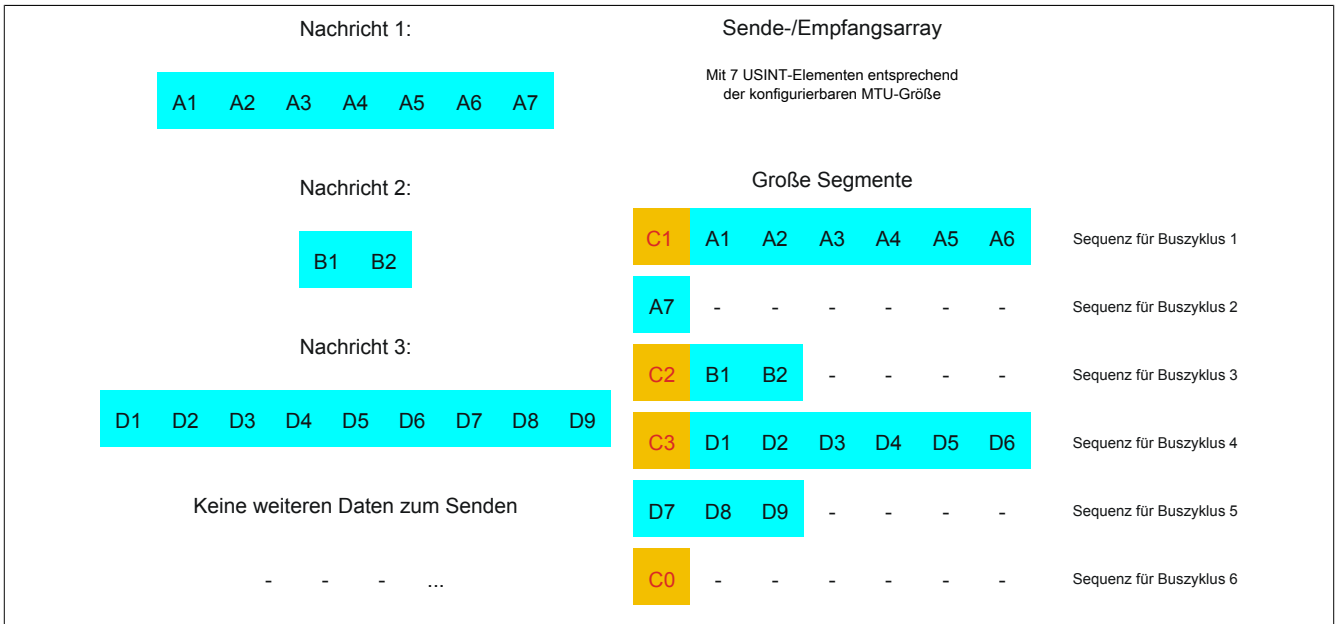 Nachricht 1:
A1 A2 A3 A4 A5 A6 A7
Nachricht 2:
B1 B2
Nachricht 3:
D1 D2 D3 D4 D5 D6 D7 D8 D9
Keine weiteren Daten zum Senden
- - - ...
Sende-/Empfangsarray
Mit 7 USINT-Elementen entsprechend
der konfigurierbaren MTU-Größe
Große Segmente
C1 A1 A2 A3 A4 A5 A6 Sequenz für Buszyklus 1
A7 - - - - - - Sequenz für Buszyklus 2
C2 B1 B2 - - - - Sequenz für Buszyklus 3
C3 D1 D2 D3 D4 D5 D6 Sequenz für Buszyklus 4
D7 D8 D9 - - - - Sequenz für Buszyklus 5
C0 - - - - - - Sequenz für Buszyklus 6